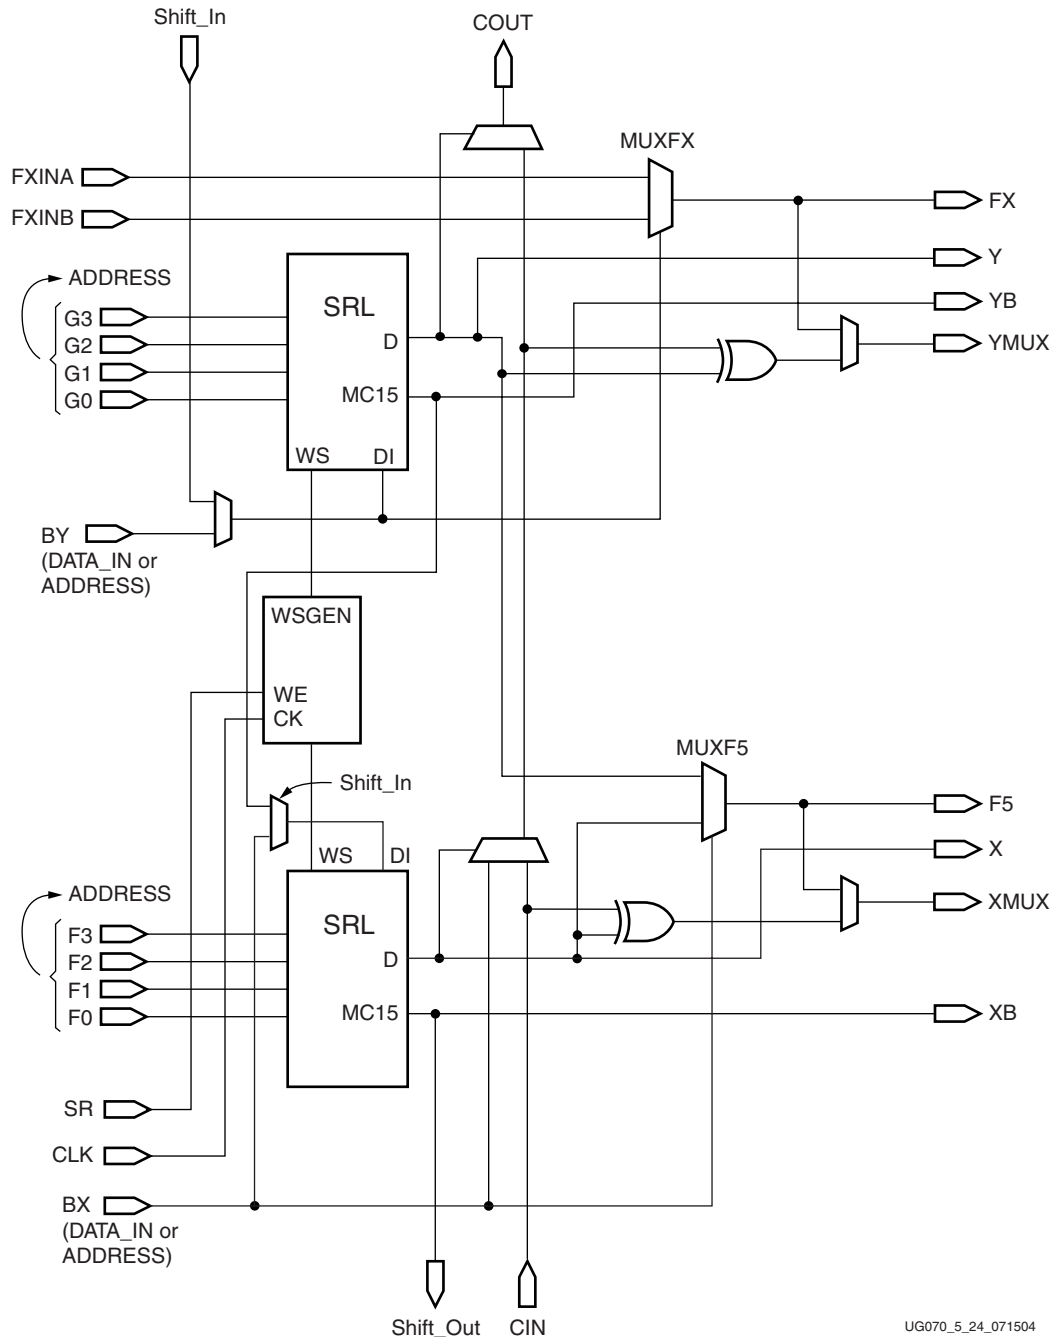 Shift_In
COUT
MUXFX
FXINA
FX
FXINB
ADDRESS
Y
SRL
YB
G3
G2
D
YMUX
G1
MC15
G0
WS DI
BY
(DATA_IN or
ADDRESS)
WSGEN
WE
CK
MUXF5
Shift_In
F5
WS DI
X
ADDRESS
SRL
XMUX
F3
F2
D
F1
F0
MC15
XB
SR
CLK
BX
(DATA_IN or
ADDRESS)
Shift_Out CIN
UG070_5_24_071504